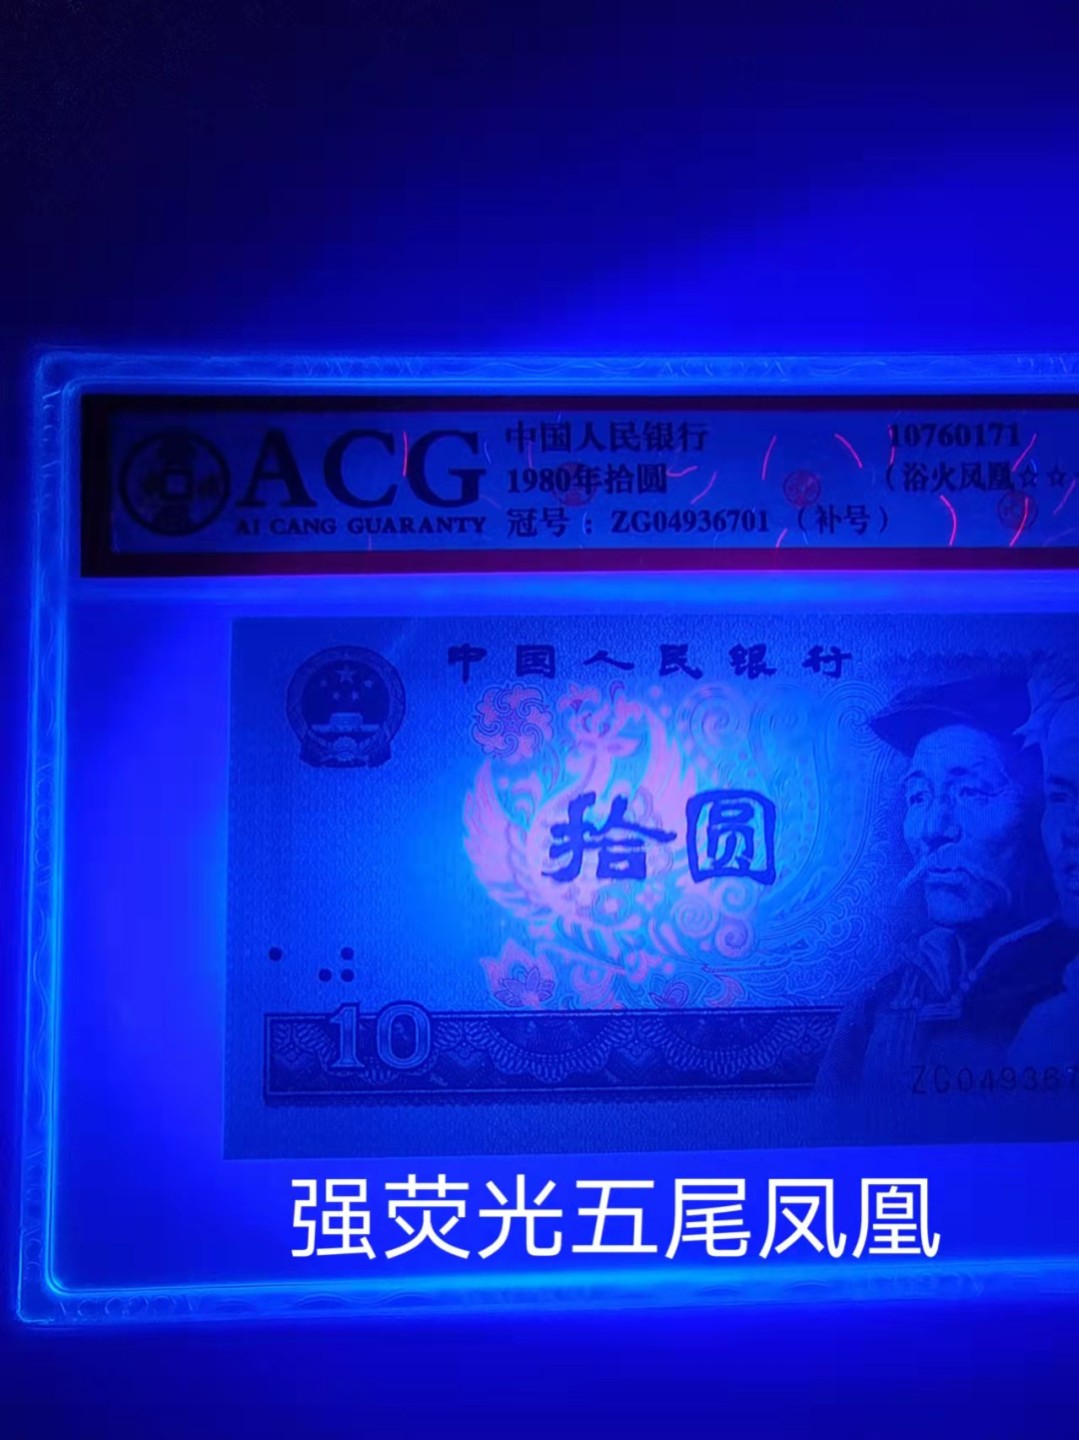 ACG
AI CANG GUARANTY
中国人民银行
1980年拾圆
冠号：ZG04936701（补号）
10760171
（浴火凤凰☆☆
中国人民银行
拾圆
10
ZG049367
强荧光五尾凤凰